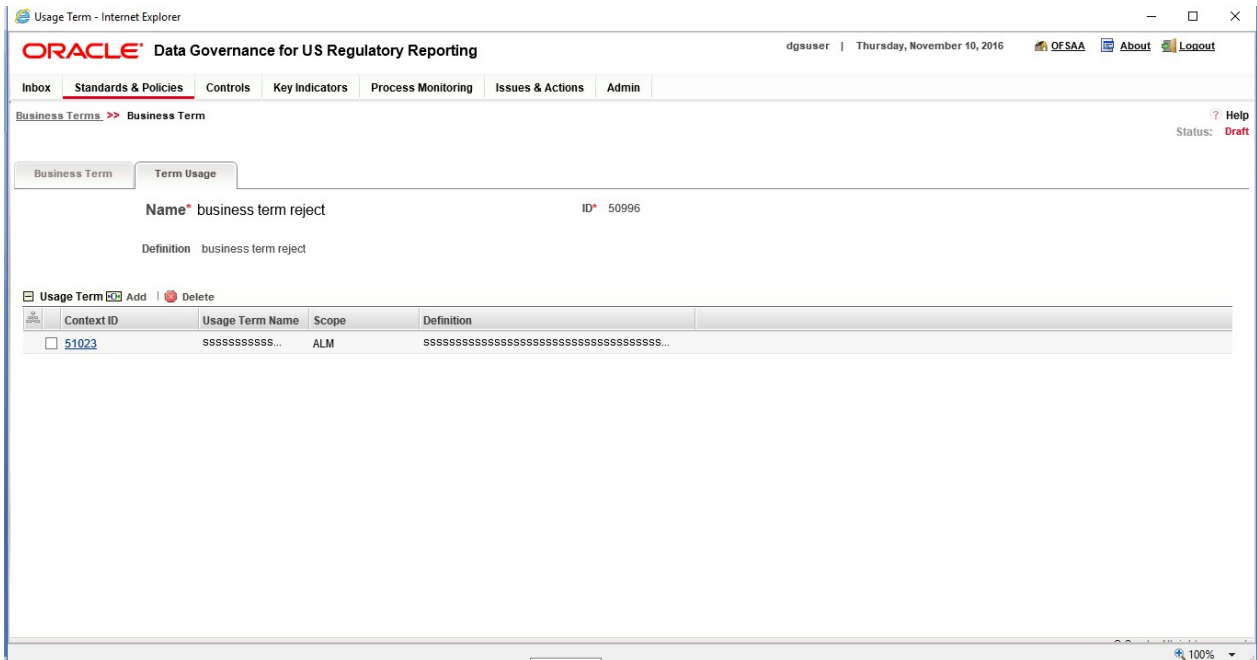 Usage Term - Internet Explorer
ORACLE Data Governance for US Regulatory Reporting dgsuser | Thursday, November 10, 2016 OFSAA About Logout
Inbox Standards & Policies Controls Key Indicators Process Monitoring Issues & Actions Admin
Business Terms >> Business Term ? Help
Status: Draft
Business Term Term Usage
Name* business term reject ID* 50996
Definition business term reject
Usage Term Add | Delete
Context ID Usage Term Name Scope Definition
51023 sssssssssss... ALM sssssssssssssssssssssssssssssssssssss...
100%